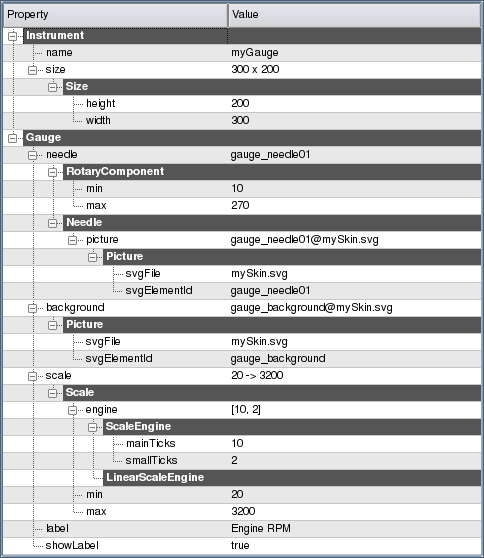 Property Value
Instrument
name myGauge
size 300 x 200
Size
height 200
width 300
Gauge
needle gauge_needle01
RotaryComponent
min 10
max 270
Needle
picture gauge_needle01@mySkin.svg
Picture
svgFile mySkin.svg
svgElementId gauge_needle01
background gauge_background@mySkin.svg
Picture
svgFile mySkin.svg
svgElementId gauge_background
scale 20 -> 3200
Scale
engine [10, 2]
ScaleEngine
mainTicks 10
smallTicks 2
LinearScaleEngine
min 20
max 3200
label Engine RPM
showLabel true